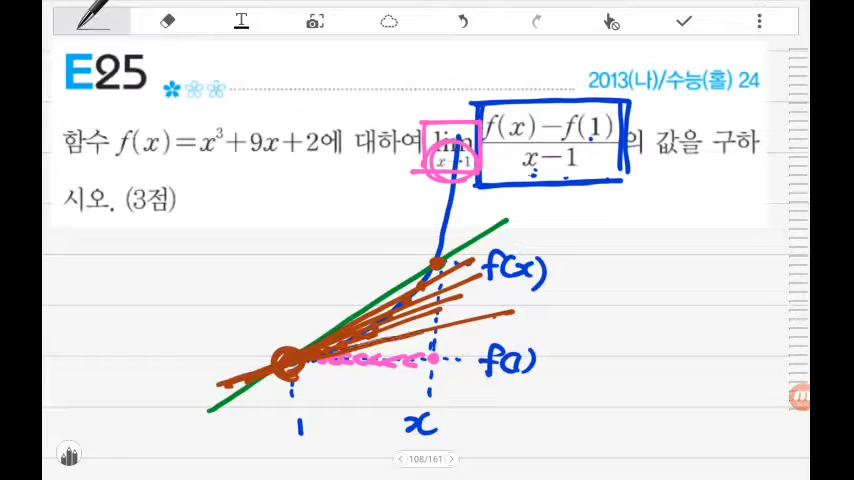 T
E25
2013(나)/수능(홀) 24
함수 f(x)=x³+9x+2에 대하여 lim x→1 f(x)-f(1) / x-1 의 값을 구하
시오. (3점)
f(x)
f(1)
1 x
108/161